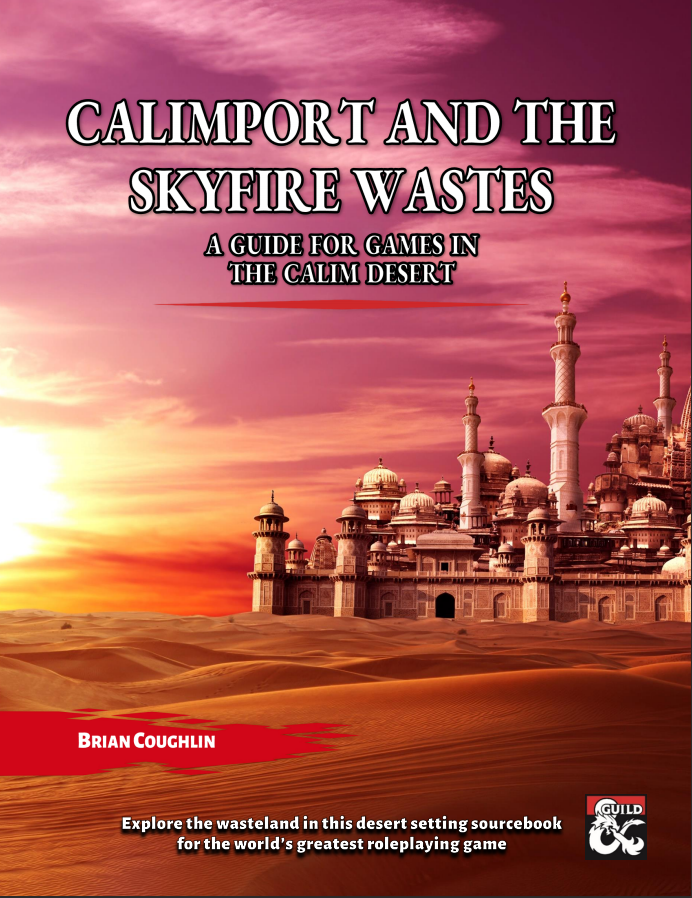 CALIMPORT AND THE
SKYFIRE WASTES
A GUIDE FOR GAMES IN
THE CALIM DESERT
BRIAN COUGHLIN
Explore the wasteland in this desert setting sourcebook
for the world's greatest roleplaying game
GUILD